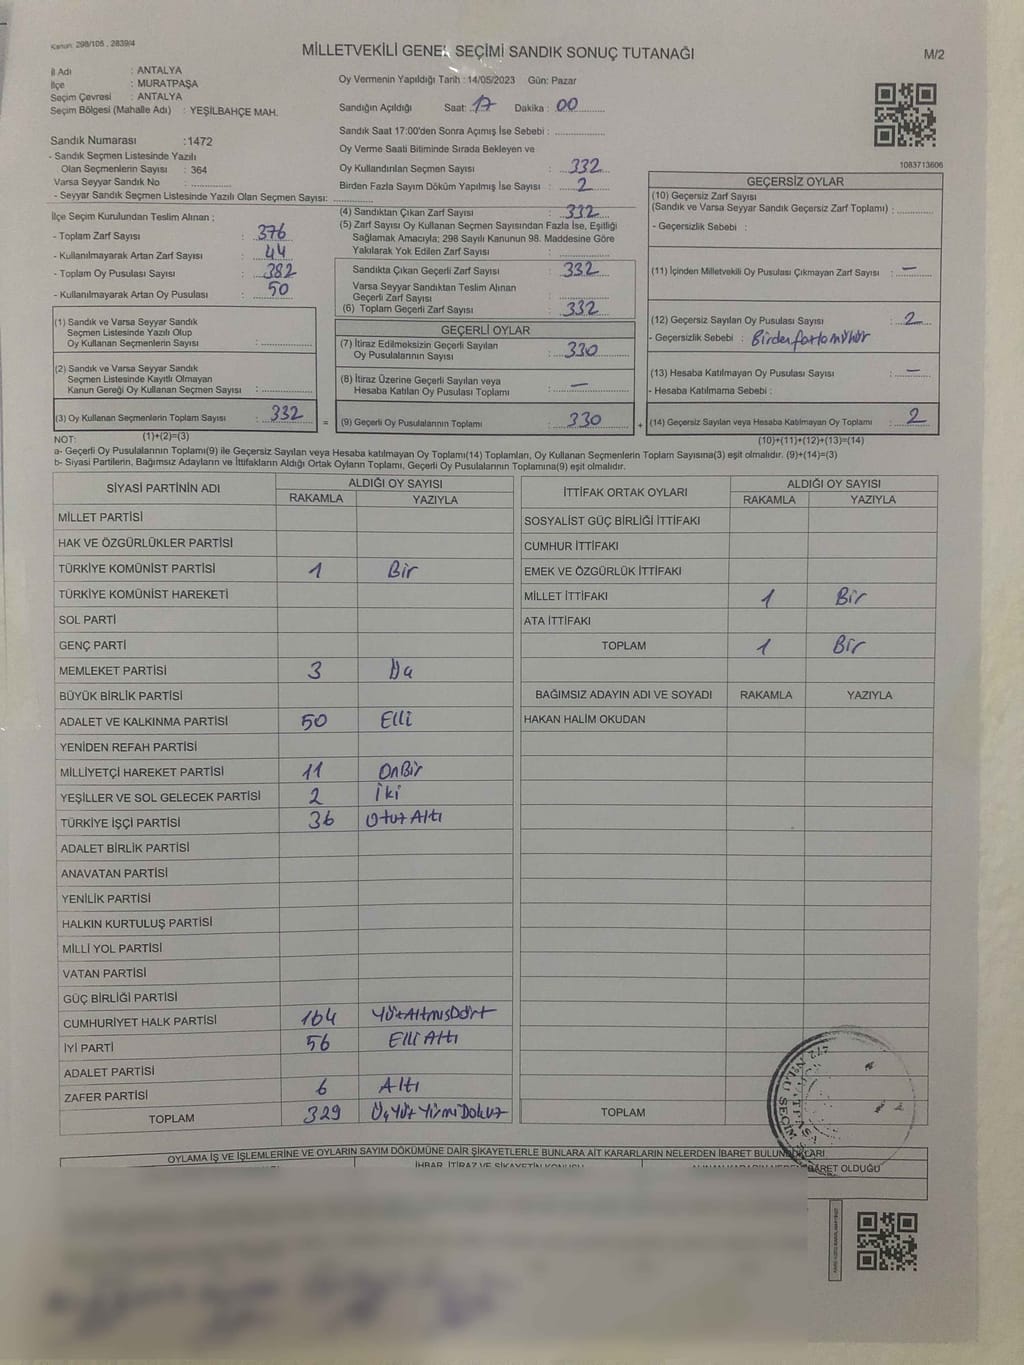 Kanun: 298/105 , 2839/4
MİLLETVEKİLİ GENEL SEÇİMİ SANDIK SONUÇ TUTANAĞI
M/2
İl Adı : ANTALYA
İlçe : MURATPAŞA
Seçim Çevresi : ANTALYA
Seçim Bölgesi (Mahalle Adı) : YEŞİLBAHÇE MAH.
Oy Vermenin Yapıldığı Tarih : 14/05/2023 Gün: Pazar
Sandığın Açıldığı Saat: 17 Dakika : 00
Sandık Saat 17:00'den Sonra Açımış İse Sebebi :
Oy Verme Saati Bitiminde Sırada Bekleyen ve
Oy Kullandırılan Seçmen Sayısı : 332
Birden Fazla Sayım Döküm Yapılmış İse Sayısı : 2
1083713606
Sandık Numarası :1472
- Sandık Seçmen Listesinde Yazılı
Olan Seçmenlerin Sayısı : 364
Varsa Seyyar Sandık No :
- Seyyar Sandık Seçmen Listesinde Yazılı Olan Seçmen Sayısı:
İlçe Seçim Kurulundan Teslim Alınan ;
- Toplam Zarf Sayısı : 376
- Kullanılmayarak Artan Zarf Sayısı : 44
- Toplam Oy Pusulası Sayısı : 382
- Kullanılmayarak Artan Oy Pusulası : 50
(1) Sandık ve Varsa Seyyar Sandık
Seçmen Listesinde Yazılı Olup
Oy Kullanan Seçmenlerin Sayısı :
(2) Sandık ve Varsa Seyyar Sandık
Seçmen Listesinde Kayıtlı Olmayan
Kanun Gereği Oy Kullanan Seçmen Sayısı :
(3) Oy Kullanan Seçmenlerin Toplam Sayısı : 332
(1)+(2)=(3)
(4) Sandıktan Çıkan Zarf Sayısı : 332
(5) Zarf Sayısı Oy Kullanan Seçmen Sayısından Fazla İse, Eşitliği
Sağlamak Amacıyla; 298 Sayılı Kanunun 98. Maddesine Göre
Yakılarak Yok Edilen Zarf Sayısı :
Sandıkta Çıkan Geçerli Zarf Sayısı : 332
Varsa Seyyar Sandıktan Teslim Alınan
Geçerli Zarf Sayısı :
(6) Toplam Geçerli Zarf Sayısı : 332
GEÇERLİ OYLAR
(7) İtiraz Edilmeksizin Geçerli Sayılan
Oy Pusulalarının Sayısı : 330
(8) İtiraz Üzerine Geçerli Sayılan veya
Hesaba Katılan Oy Pusulası Toplamı : —
= (9) Geçerli Oy Pusulalarının Toplamı : 330 +
GEÇERSİZ OYLAR
(10) Geçersiz Zarf Sayısı
(Sandık ve Varsa Seyyar Sandık Geçersiz Zarf Toplamı) :
- Geçersizlik Sebebi :
(11) İçinden Milletvekili Oy Pusulası Çıkmayan Zarf Sayısı : —
(12) Geçersiz Sayılan Oy Pusulası Sayısı : 2
- Geçersizlik Sebebi : Birden fazla mühür
(13) Hesaba Katılmayan Oy Pusulası Sayısı : —
- Hesaba Katılmama Sebebi :
(14) Geçersiz Sayılan veya Hesaba Katılmayan Oy Toplamı : 2
(10)+(11)+(12)+(13)=(14)
NOT:
a- Geçerli Oy Pusulalarının Toplamı(9) ile Geçersiz Sayılan veya Hesaba katılmayan Oy Toplamı(14) Toplamları, Oy Kullanan Seçmenlerin Toplam Sayısına(3) eşit olmalıdır. (9)+(14)=(3)
b- Siyasi Partilerin, Bağımsız Adayların ve İttifakların Aldığı Ortak Oyların Toplamı, Geçerli Oy Pusulalarının Toplamına(9) eşit olmalıdır.
SİYASİ PARTİNİN ADI ALDIĞI OY SAYISI
RAKAMLA YAZIYLA
MİLLET PARTİSİ
HAK VE ÖZGÜRLÜKLER PARTİSİ
TÜRKİYE KOMÜNİST PARTİSİ 1 Bir
TÜRKİYE KOMÜNİST HAREKETİ
SOL PARTİ
GENÇ PARTİ
MEMLEKET PARTİSİ 3
BÜYÜK BİRLİK PARTİSİ
ADALET VE KALKINMA PARTİSİ 50 Elli
YENİDEN REFAH PARTİSİ
MİLLİYETÇİ HAREKET PARTİSİ 11 OnBir
YEŞİLLER VE SOL GELECEK PARTİSİ 2 İki
TÜRKİYE İŞÇİ PARTİSİ 36 Otuz Altı
ADALET BİRLİK PARTİSİ
ANAVATAN PARTİSİ
YENİLİK PARTİSİ
HALKIN KURTULUŞ PARTİSİ
MİLLİ YOL PARTİSİ
VATAN PARTİSİ
GÜÇ BİRLİĞİ PARTİSİ
CUMHURİYET HALK PARTİSİ 164 YüzAltmışDört
İYİ PARTİ 56 Elli Altı
ADALET PARTİSİ
ZAFER PARTİSİ 6 Altı
TOPLAM 329 ÜçYüzYirmiDokuz
İTTİFAK ORTAK OYLARI ALDIĞI OY SAYISI
RAKAMLA YAZIYLA
SOSYALİST GÜÇ BİRLİĞİ İTTİFAKI
CUMHUR İTTİFAKI
EMEK VE ÖZGÜRLÜK İTTİFAKI
MİLLET İTTİFAKI 1 Bir
ATA İTTİFAKI
TOPLAM 1 Bir
BAĞIMSIZ ADAYIN ADI VE SOYADI RAKAMLA YAZIYLA
HAKAN HALİM OKUDAN
TOPLAM
OYLAMA İŞ VE İŞLEMLERİNE VE OYLARIN SAYIM DÖKÜMÜNE DAİR ŞİKAYETLERLE BUNLARA AİT KARARLARIN NELERDEN İBARET BULUNDUKLARI
İHBAR, İTİRAZ VE ŞİKAYETİN KONUSU
İBARET OLDUĞU